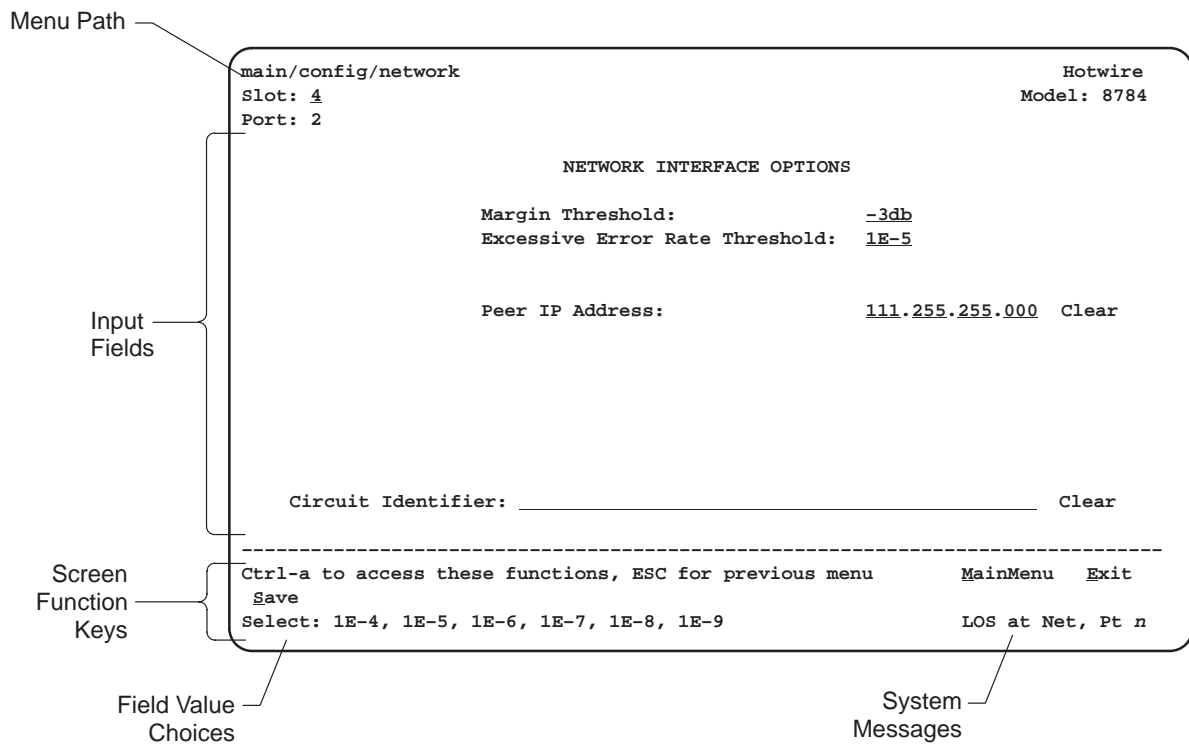 Menu Path
main/config/network Hotwire
Slot: 4 Model: 8784
Port: 2
NETWORK INTERFACE OPTIONS
Margin Threshold: -3db
Excessive Error Rate Threshold: 1E-5
Peer IP Address: 111.255.255.000 Clear
Input
Fields
Circuit Identifier: Clear
Screen
Function
Keys
Ctrl-a to access these functions, ESC for previous menu MainMenu Exit
Save
Select: 1E-4, 1E-5, 1E-6, 1E-7, 1E-8, 1E-9 LOS at Net, Pt n
Field Value
Choices
System
Messages